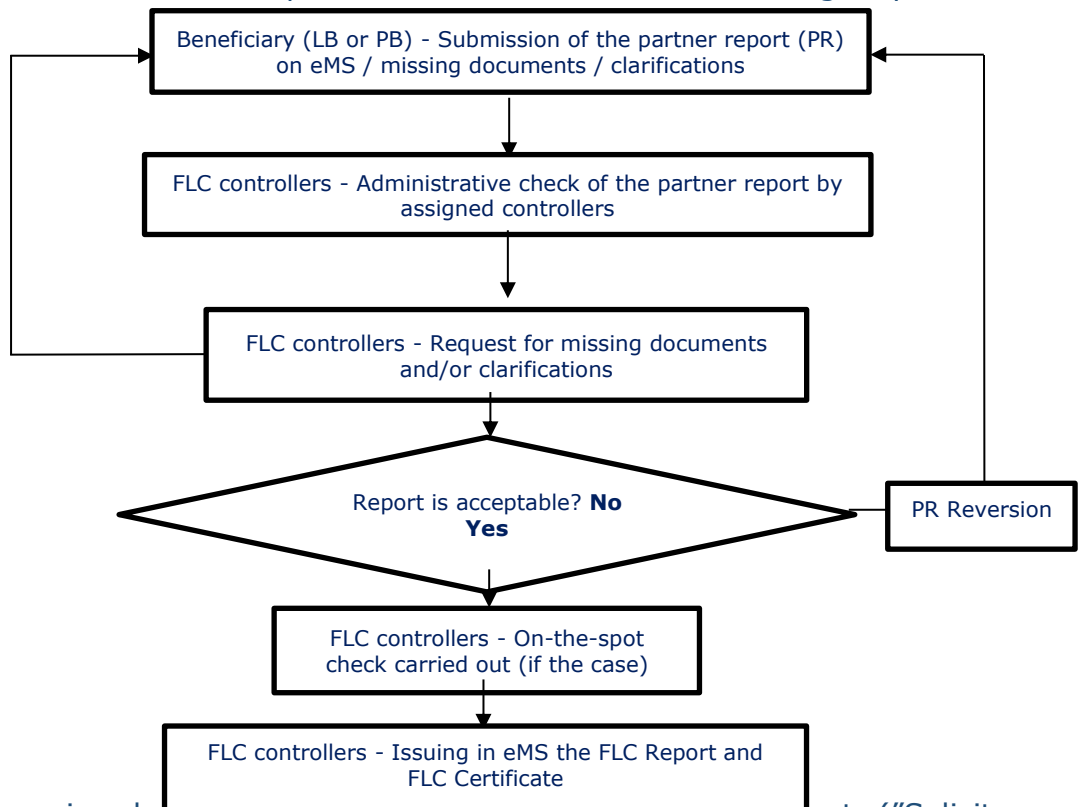 Beneficiary (LB or PB) - Submission of the partner report (PR)
on eMS / missing documents / clarifications
FLC controllers - Administrative check of the partner report by
assigned controllers
FLC controllers - Request for missing documents
and/or clarifications
Report is acceptable? No
Yes
PR Reversion
FLC controllers - On-the-spot
check carried out (if the case)
FLC controllers - Issuing in eMS the FLC Report and
FLC Certificate